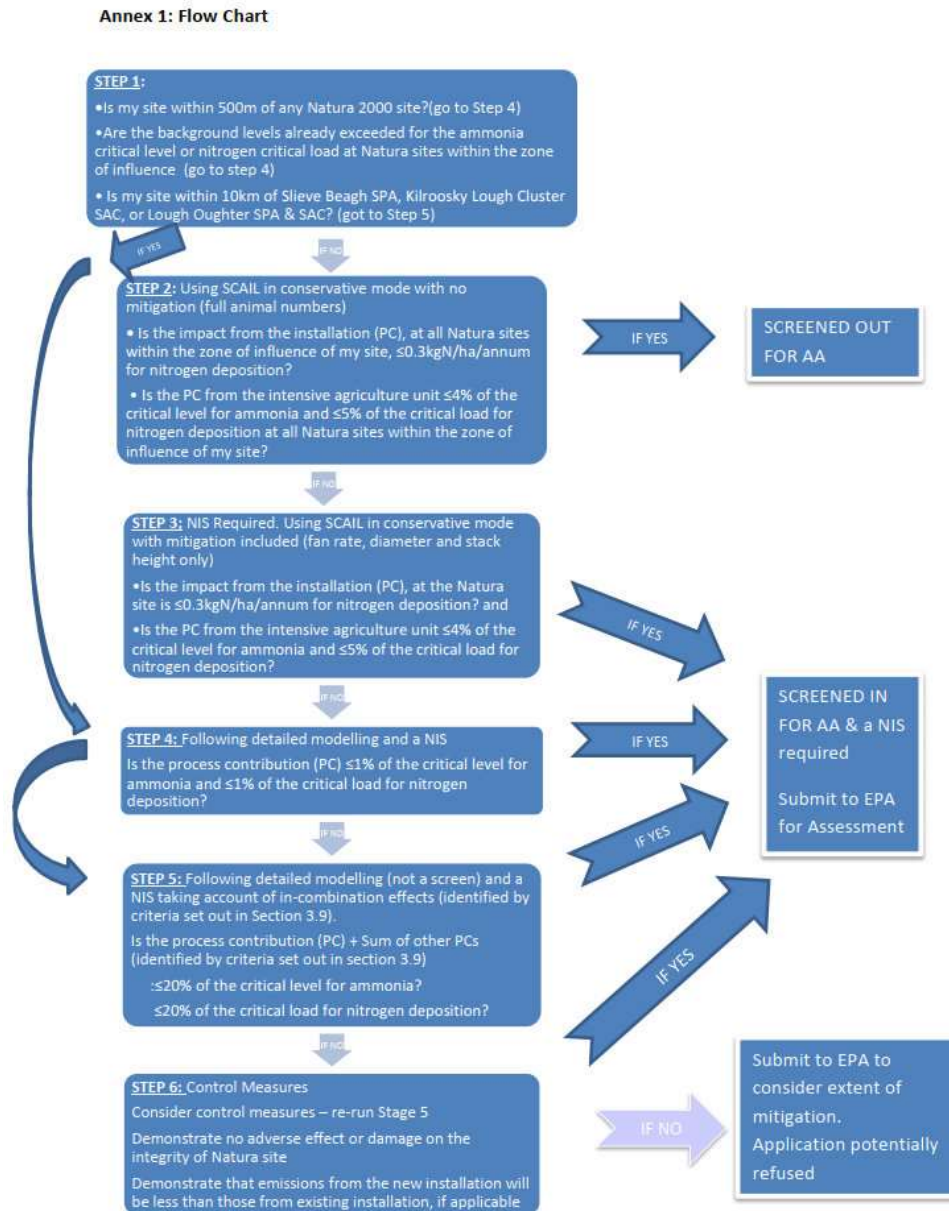 Annex 1: Flow Chart
STEP 1:
•Is my site within 500m of any Natura 2000 site?(go to Step 4)
•Are the background levels already exceeded for the ammonia
critical level or nitrogen critical load at Natura sites within the zone
of influence (go to step 4)
• Is my site within 10km of Slieve Beagh SPA, Kilroosky Lough Cluster
SAC, or Lough Oughter SPA & SAC? (got to Step 5)
IF YES
IF NO
STEP 2: Using SCAIL in conservative mode with no
mitigation (full animal numbers)
• Is the impact from the installation (PC), at all Natura sites
within the zone of influence of my site, ≤0.3kgN/ha/annum
for nitrogen deposition?
• Is the PC from the intensive agriculture unit ≤4% of the
critical level for ammonia and ≤5% of the critical load for
nitrogen deposition at all Natura sites within the zone of
influence of my site?
IF YES
SCREENED OUT
FOR AA
IF NO
STEP 3; NIS Required. Using SCAIL in conservative mode
with mitigation included (fan rate, diameter and stack
height only)
•Is the impact from the installation (PC), at the Natura
site is ≤0.3kgN/ha/annum for nitrogen deposition? and
•Is the PC from the intensive agriculture unit ≤4% of the
critical level for ammonia and ≤5% of the critical load for
nitrogen deposition?
IF YES
IF NO
STEP 4: Following detailed modelling and a NIS
Is the process contribution (PC) ≤1% of the critical level for
ammonia and ≤1% of the critical load for nitrogen
deposition?
IF YES
SCREENED IN
FOR AA & a NIS
required
Submit to EPA
for Assessment
IF NO
IF YES
STEP 5: Following detailed modelling (not a screen) and a
NIS taking account of in-combination effects (identified by
criteria set out in Section 3.9).
Is the process contribution (PC) + Sum of other PCs
(identified by criteria set out in section 3.9)
:≤20% of the critical level for ammonia?
≤20% of the critical load for nitrogen deposition?
IF YES
IF NO
STEP 6: Control Measures
Consider control measures – re-run Stage 5
Demonstrate no adverse effect or damage on the
integrity of Natura site
Demonstrate that emissions from the new installation will
be less than those from existing installation, if applicable
IF NO
Submit to EPA to
consider extent of
mitigation.
Application potentially
refused